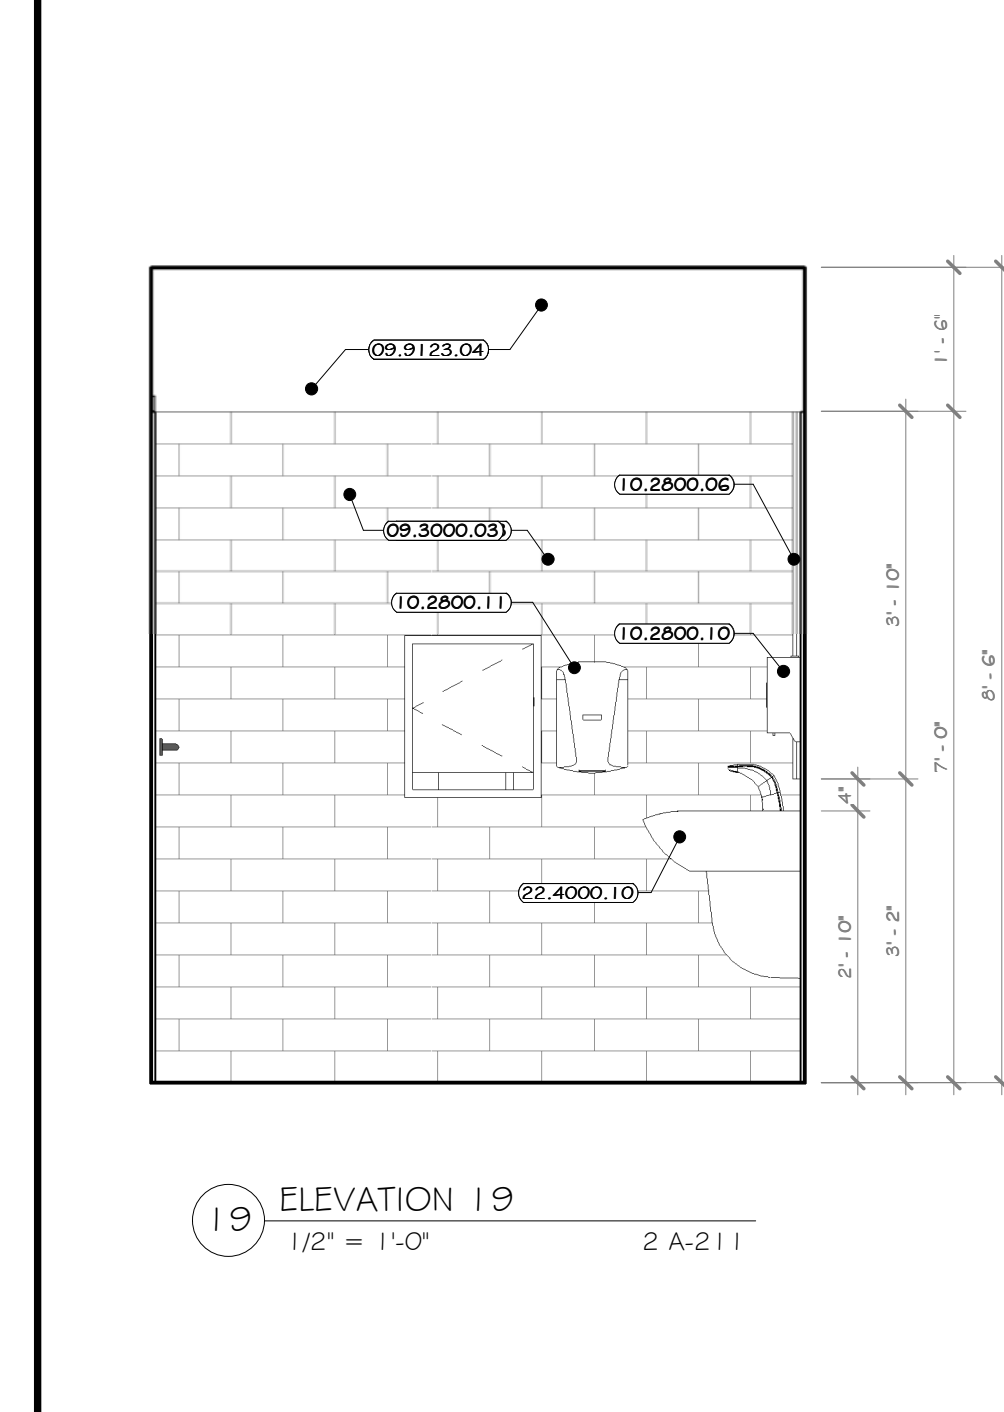 09.9123.04
1' - 6"
10.2800.06
09.3000.03
10.2800.11
3' - 10"
10.2800.10
8' - 6"
7' - 0"
4"
22.4000.10
2' - 10"
3' - 2"
19
ELEVATION 19
1/2" = 1'-0"
2 A-211